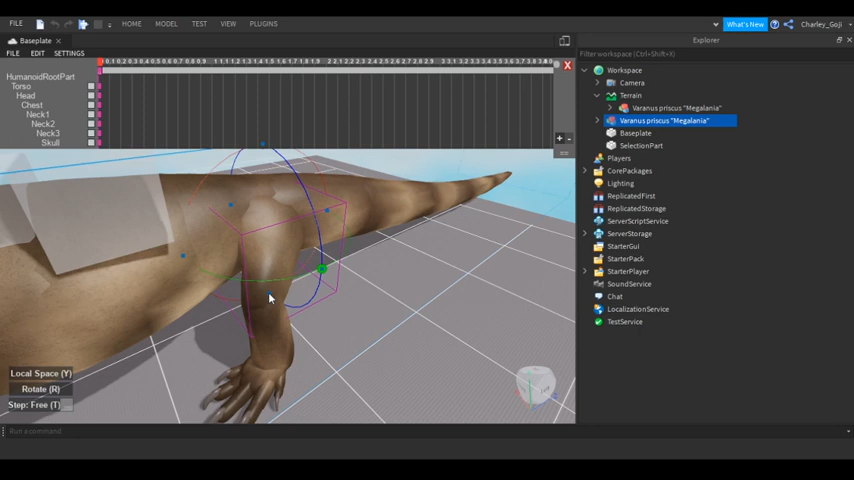 FILE HOME MODEL TEST VIEW PLUGINS What's New Charley_Goji
Baseplate
FILE EDIT SETTINGS
HumanoidRootPart
Torso
Head
Chest
Neck1
Neck2
Neck3
Skull
+ -
X
Local Space (Y)
Rotate (R)
Step: Free (T)
Run a command
Explorer
Filter workspace (Ctrl+Shift+X)
Workspace
Camera
Terrain
Varanus priscus "Megalania"
Varanus priscus "Megalania"
Baseplate
SelectionPart
Players
CorePackages
Lighting
ReplicatedFirst
ReplicatedStorage
ServerScriptService
ServerStorage
StarterGui
StarterPack
StarterPlayer
SoundService
Chat
LocalizationService
TestService